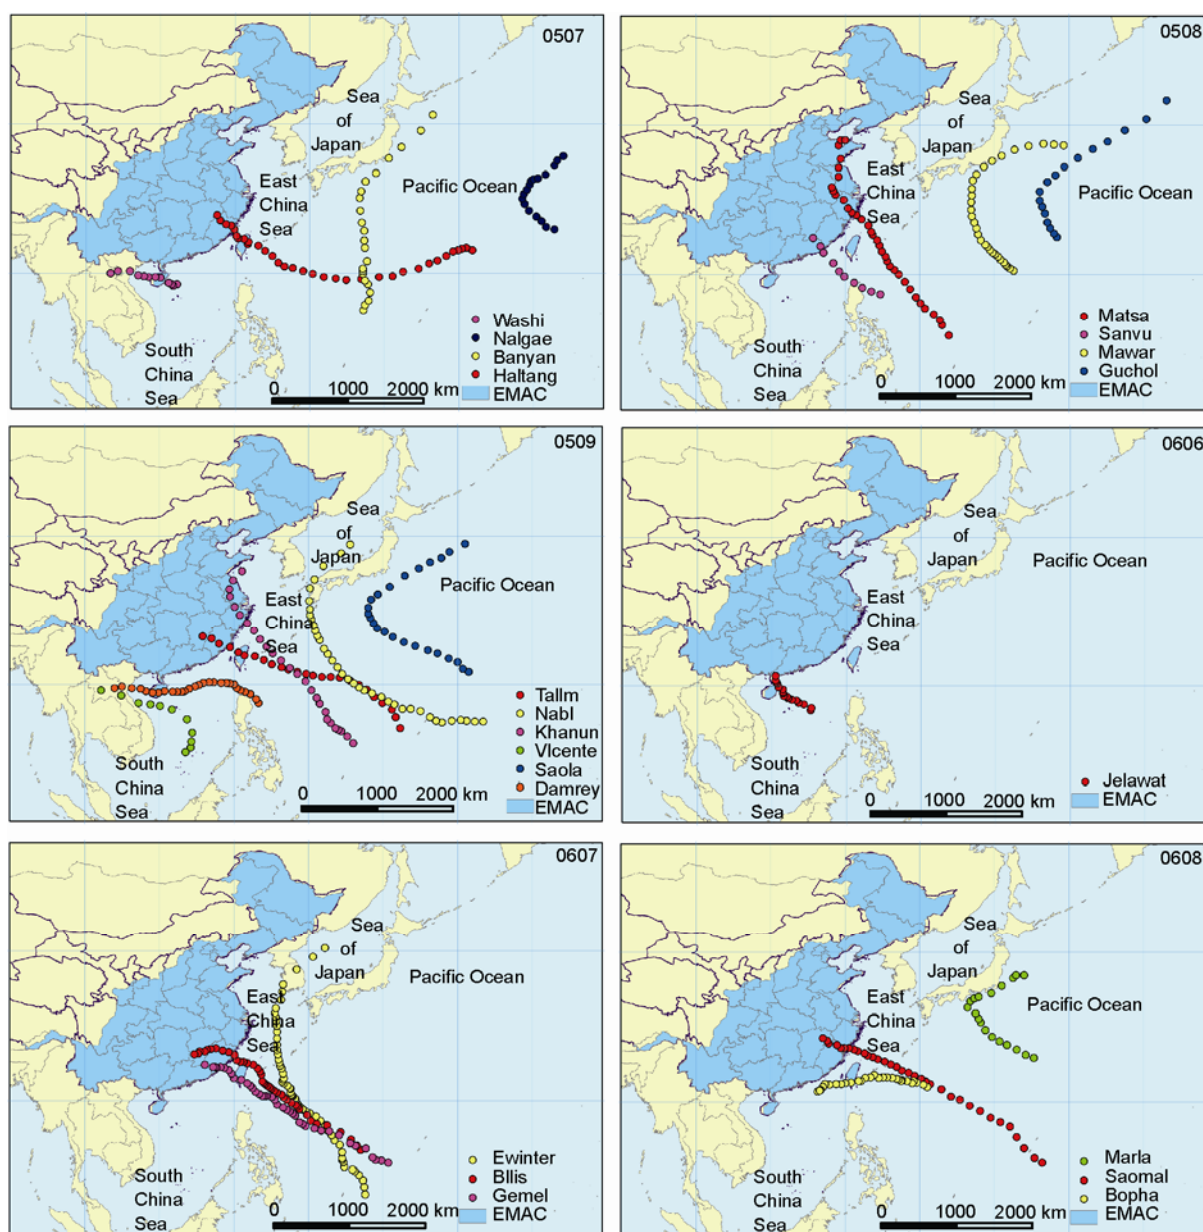 0507
Sea
of
Japan
East
China
Sea
Pacific Ocean
South
China
Sea
Washi
Nalgae
Banyan
Haltang
EMAC
0 1000 2000 km
0508
Sea
of
Japan
East
China
Sea
Pacific Ocean
South
China
Sea
Matsa
Sanvu
Mawar
Guchol
EMAC
0 1000 2000 km
0509
Sea
of
Japan
East
China
Sea
Pacific Ocean
South
China
Sea
Tallm
Nabl
Khanun
VIcente
Saola
Damrey
EMAC
0 1000 2000 km
0606
Sea
of
Japan
East
China
Sea
Pacific Ocean
South
China
Sea
Jelawat
EMAC
0 1000 2000 km
0607
Sea
of
Japan
East
China
Sea
Pacific Ocean
South
China
Sea
Ewinter
Bllis
Gemel
EMAC
0 1000 2000 km
0608
Sea
of
Japan
East
China
Sea
Pacific Ocean
South
China
Sea
Marla
Saomal
Bopha
EMAC
0 1000 2000 km